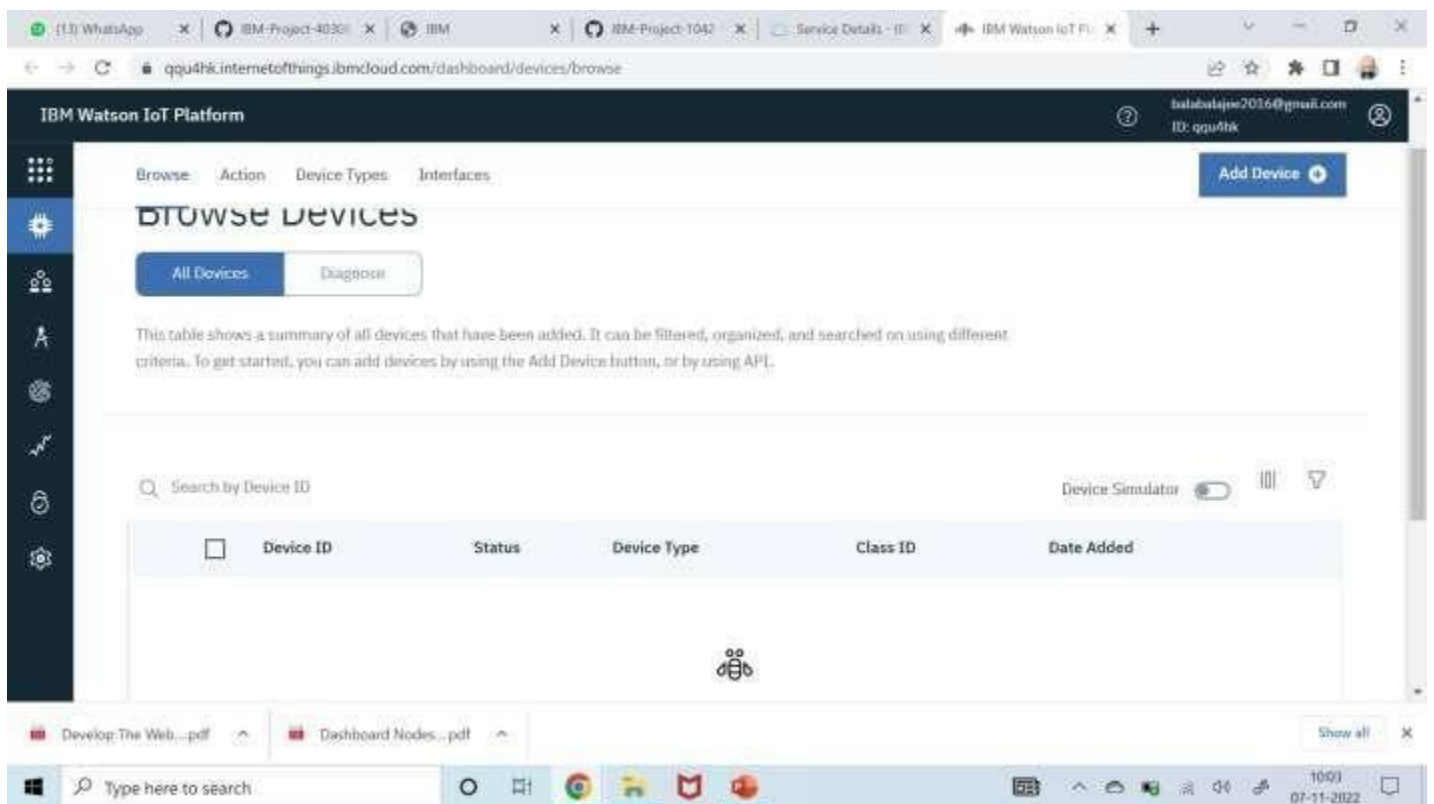 (13) WhatsApp
IBM-Project-4030
IBM
IBM-Project-1042
Service Details - IB
IBM Watson IoT Pl
qqu4hk.internetofthings.ibmcloud.com/dashboard/devices/browse
IBM Watson IoT Platform
balabalajee2016@gmail.com
ID: qqu4hk
Browse Action Device Types Interfaces
Add Device
Browse Devices
All Devices
Diagnose
This table shows a summary of all devices that have been added. It can be filtered, organized, and searched on using different
criteria. To get started, you can add devices by using the Add Device button, or by using API.
Search by Device ID
Device Simulator
Device ID Status Device Type Class ID Date Added
Develop The Web....pdf
Dashboard Nodes....pdf
Show all
Type here to search
10:03
07-11-2022